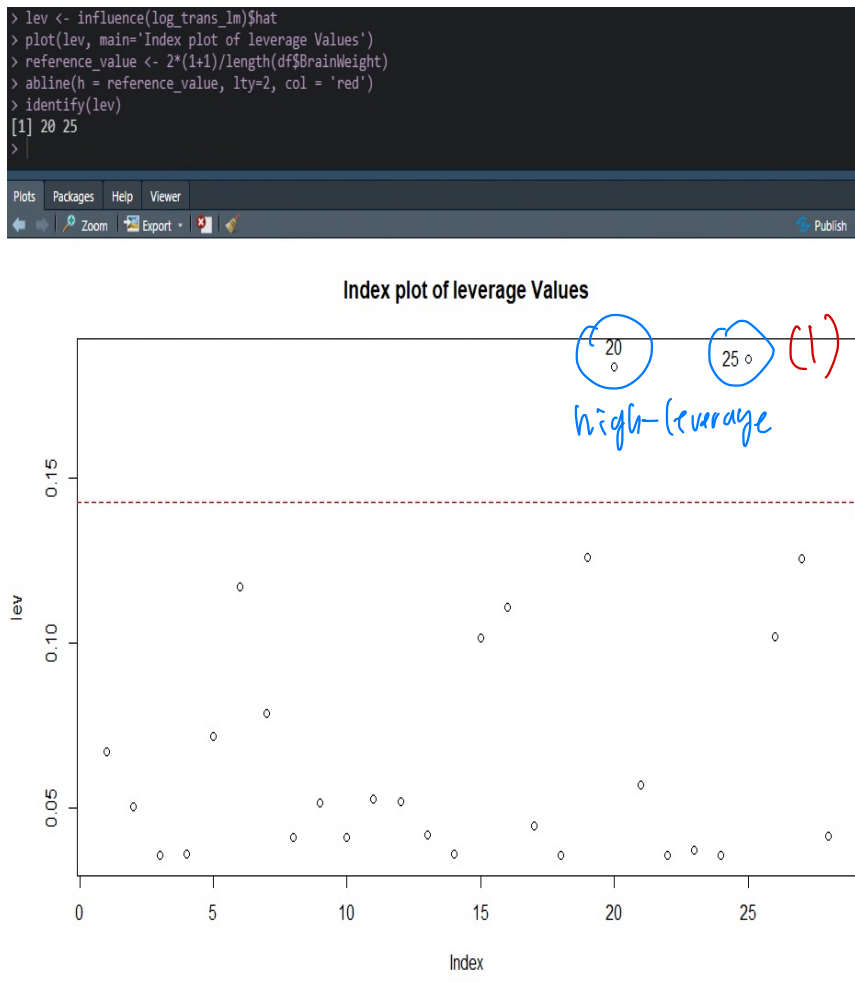 > lev <- influence(log_trans_lm)$hat
> plot(lev, main='Index plot of leverage Values')
> reference_value <- 2*(1+1)/length(df$BrainWeight)
> abline(h = reference_value, lty=2, col = 'red')
> identify(lev)
[1] 20 25
>
Plots Packages Help Viewer
Zoom Export Publish
Index plot of leverage Values
20
25
(1)
high-leverage
0.15
0.10
0.05
lev
0 5 10 15 20 25
Index